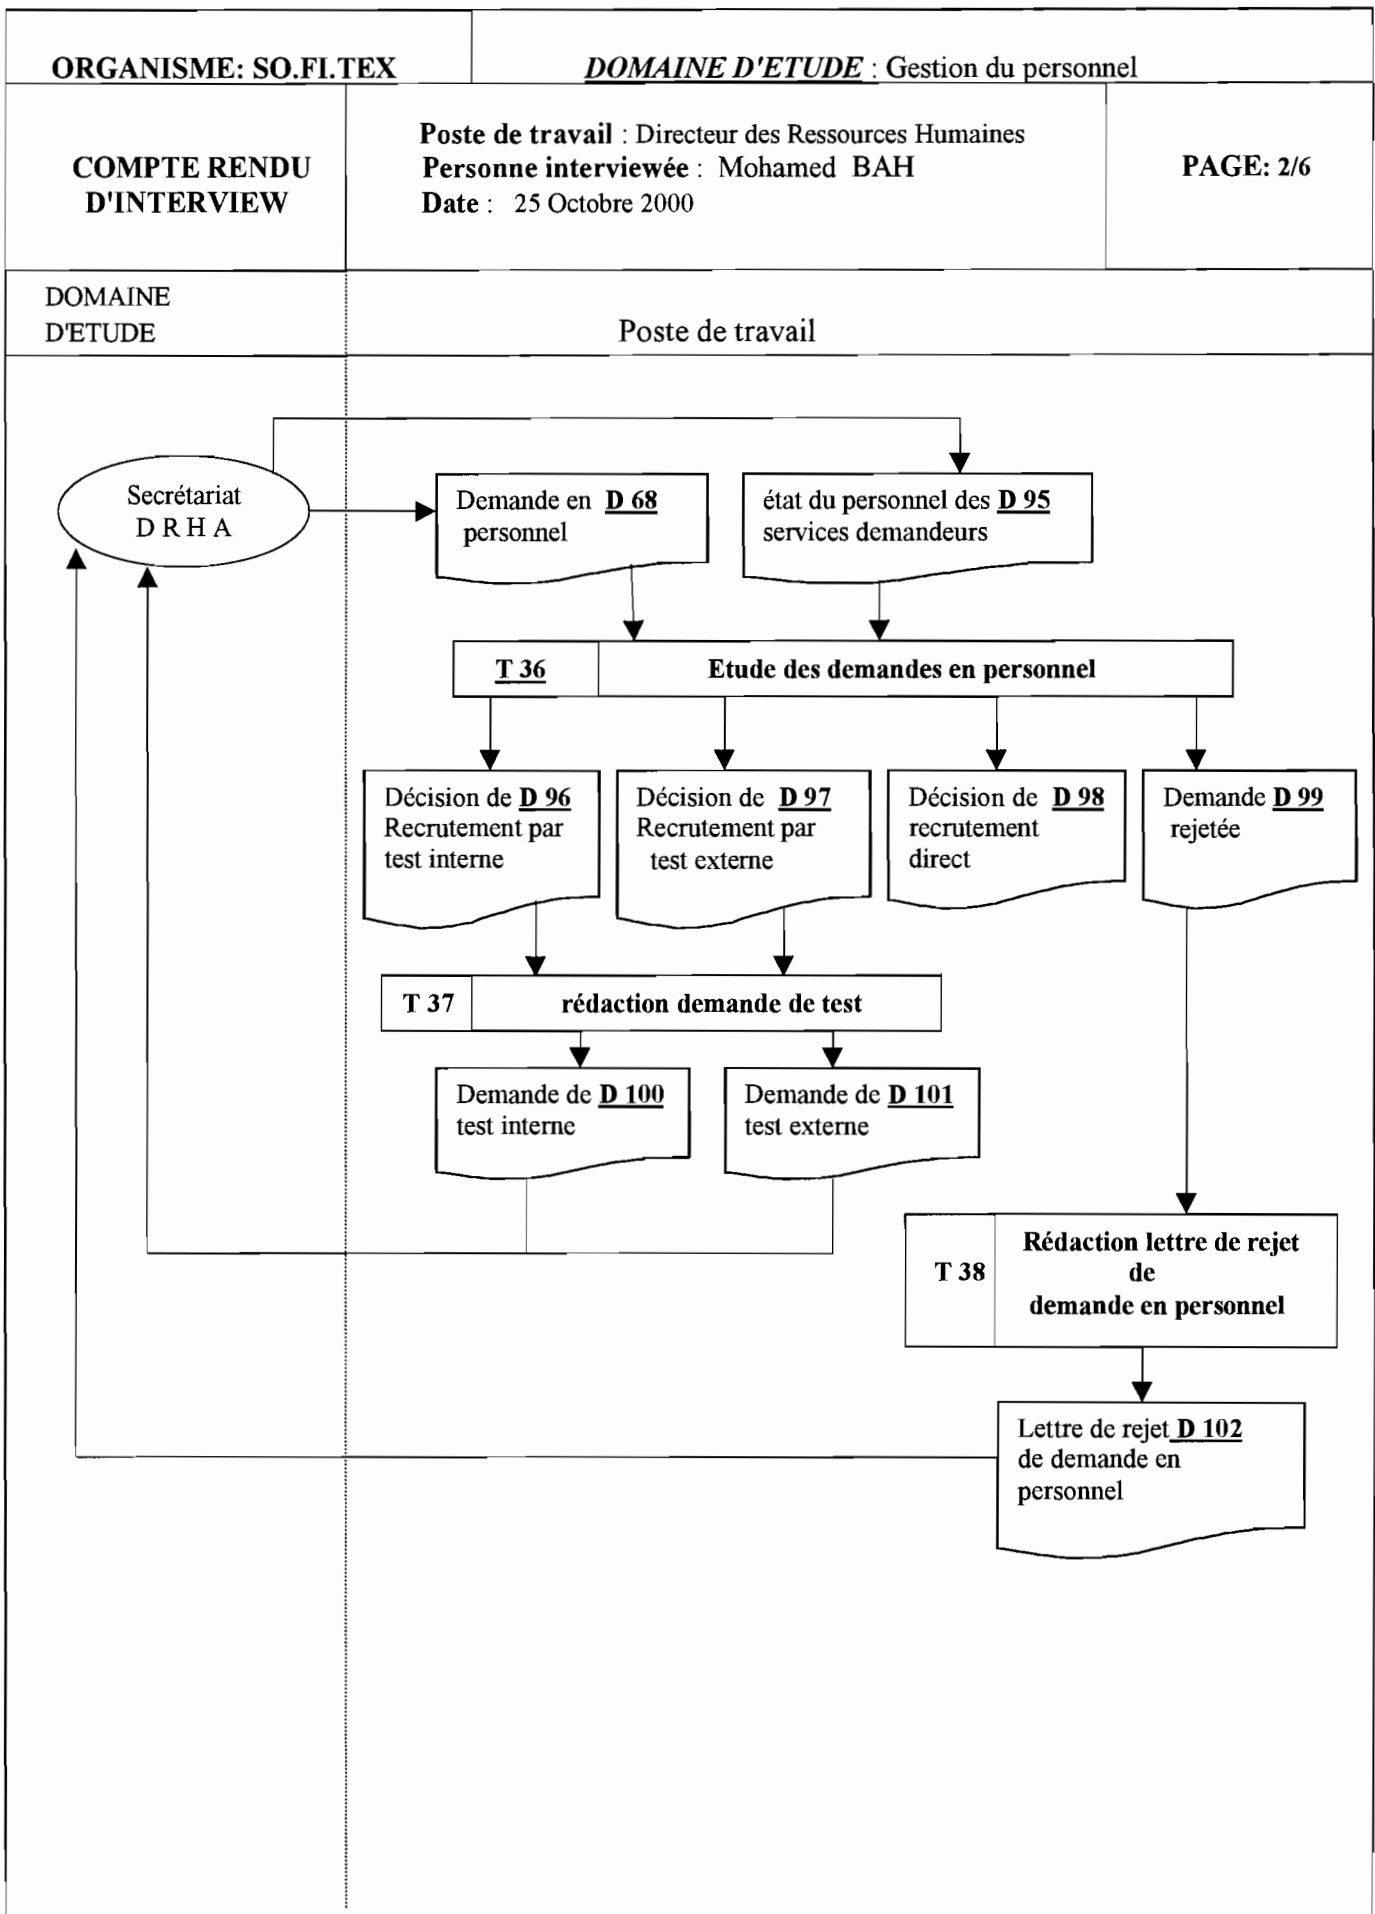 ORGANISME: SO.FI.TEX
DOMAINE D'ETUDE : Gestion du personnel
COMPTE RENDU
D'INTERVIEW
Poste de travail : Directeur des Ressources Humaines
Personne interviewée : Mohamed BAH
Date : 25 Octobre 2000
PAGE: 2/6
DOMAINE
D'ETUDE
Poste de travail
Secrétariat
D R H A
Demande en D 68
personnel
état du personnel des D 95
services demandeurs
T 36
Etude des demandes en personnel
Décision de D 96
Recrutement par
test interne
Décision de D 97
Recrutement par
test externe
Décision de D 98
recrutement
direct
Demande D 99
rejetée
T 37
rédaction demande de test
Demande de D 100
test interne
Demande de D 101
test externe
T 38
Rédaction lettre de rejet
de
demande en personnel
Lettre de rejet D 102
de demande en
personnel